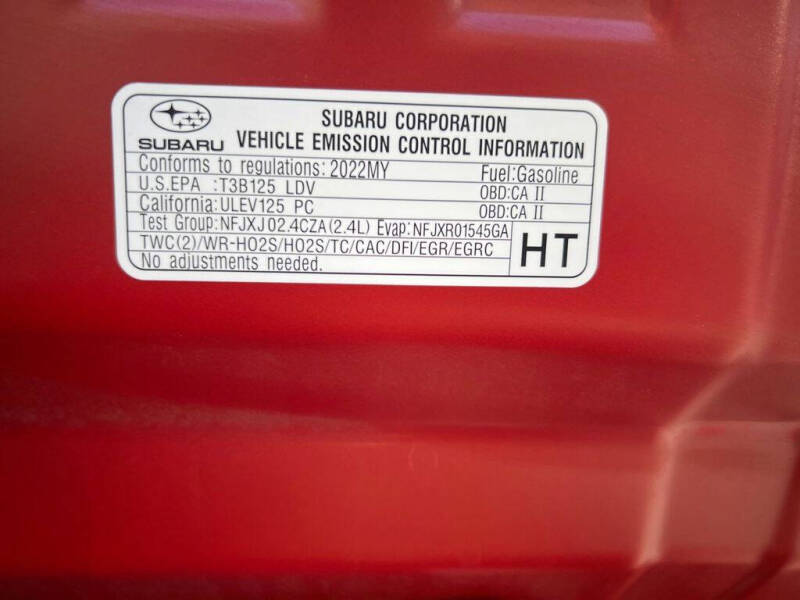 SUBARU
SUBARU CORPORATION
VEHICLE EMISSION CONTROL INFORMATION
Conforms to regulations: 2022MY Fuel:Gasoline
U.S.EPA :T3B125 LDV OBD:CA II
California:ULEV125 PC OBD:CA II
Test Group:NFJXJ02.4CZA(2.4L) Evap:NFJXR01545GA
TWC(2)/WR-HO2S/HO2S/TC/CAC/DFI/EGR/EGRC
No adjustments needed.
HT